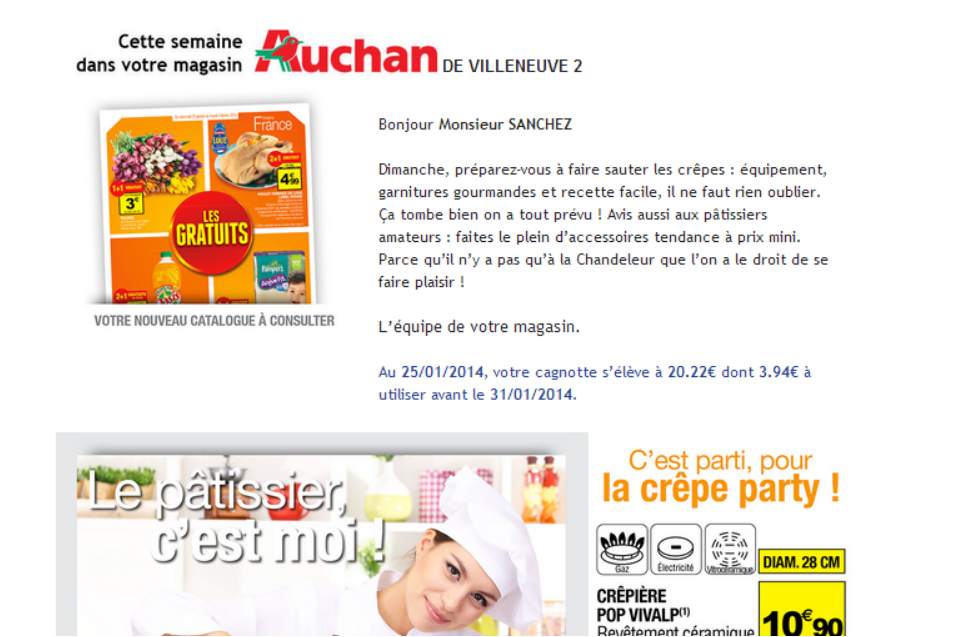 Cette semaine
dans votre magasin
Auchan DE VILLENEUVE 2
France
2+1 GRATUIT
4€99
1+1 GRATUIT
3€
LES
GRATUITS
Pampers
2+1 GRATUIT
VOTRE NOUVEAU CATALOGUE À CONSULTER
Bonjour Monsieur SANCHEZ
Dimanche, préparez-vous à faire sauter les crêpes : équipement,
garnitures gourmandes et recette facile, il ne faut rien oublier.
Ça tombe bien on a tout prévu ! Avis aussi aux pâtissiers
amateurs : faites le plein d’accessoires tendance à prix mini.
Parce qu’il n’y a pas qu’à la Chandeleur que l’on a le droit de se
faire plaisir !
L’équipe de votre magasin.
Au 25/01/2014, votre cagnotte s’élève à 20.22€ dont 3.94€ à
utiliser avant le 31/01/2014.
Le pâtissier,
c’est moi !
C’est parti, pour
la crêpe party !
Gaz
Électricité
Vitrocéramique
DIAM. 28 CM
CRÊPIÈRE
POP VIVALP(1)
Revêtement céramique
10€90